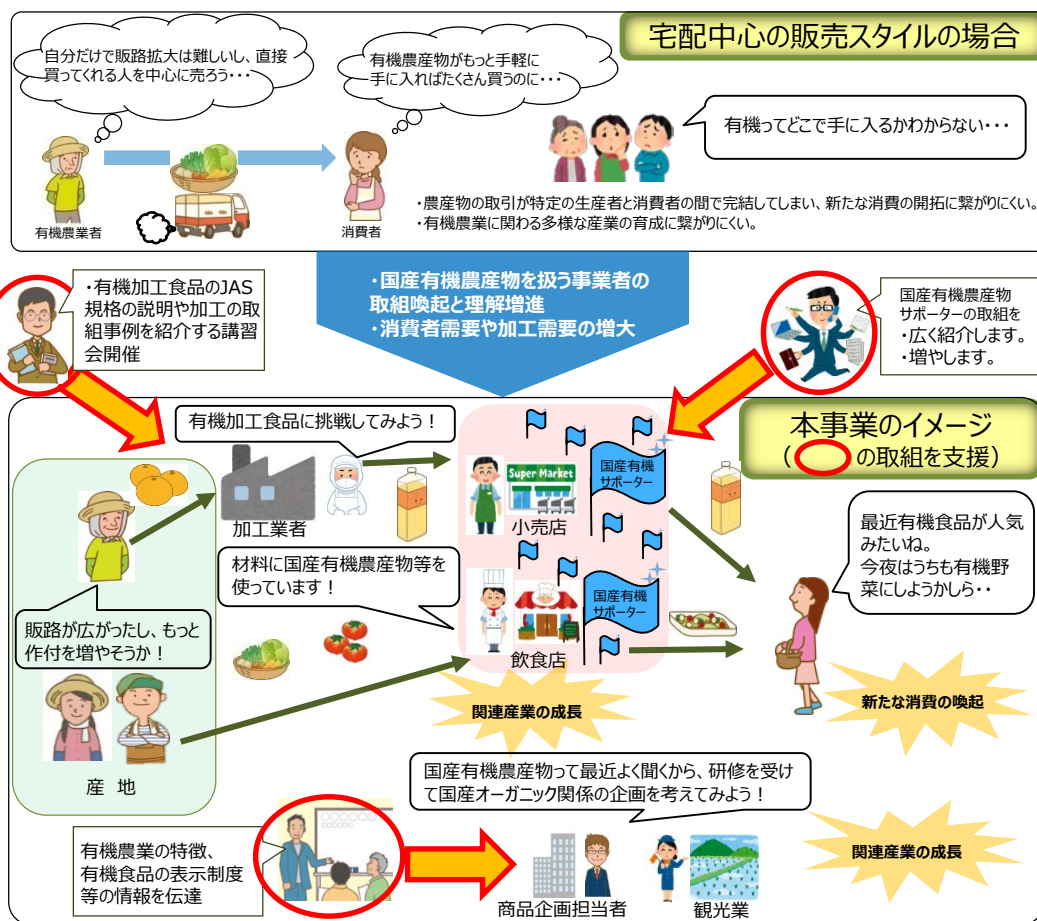 宅配中心の販売スタイルの場合
自分だけで販路拡大は難しいし、直接
買ってくれる人を中心に売ろう・・・
有機農産物がもっと手軽に
手に入ればたくさん買うのに・・・
有機ってどこで手に入るかわからない・・・
有機農業者
消費者
・農産物の取引が特定の生産者と消費者の間で完結してしまい、新たな消費の開拓に繋がりにくい。
・有機農業に関わる多様な産業の育成に繋がりにくい。
・国産有機農産物を扱う事業者の
取組喚起と理解増進
・消費者需要や加工需要の増大
・有機加工食品のJAS
規格の説明や加工の取
組事例を紹介する講習
会開催
国産有機農産物
サポーターの取組を
・広く紹介します。
・増やします。
本事業のイメージ
（ の取組を支援）
有機加工食品に挑戦してみよう！
加工業者
Super Market
国産有機
サポーター
小売店
材料に国産有機農産物等を
使っています！
国産有機
サポーター
飲食店
最近有機食品が人気
みたいね。
今夜はうちも有機野
菜にしようかしら・・
販路が広がったし、もっと
作付を増やそうか！
産 地
関連産業の成長
新たな消費の喚起
国産有機農産物って最近よく聞くから、研修を受け
て国産オーガニック関係の企画を考えてみよう！
有機農業の特徴、
有機食品の表示制度
等の情報を伝達
商品企画担当者
観光業
関連産業の成長